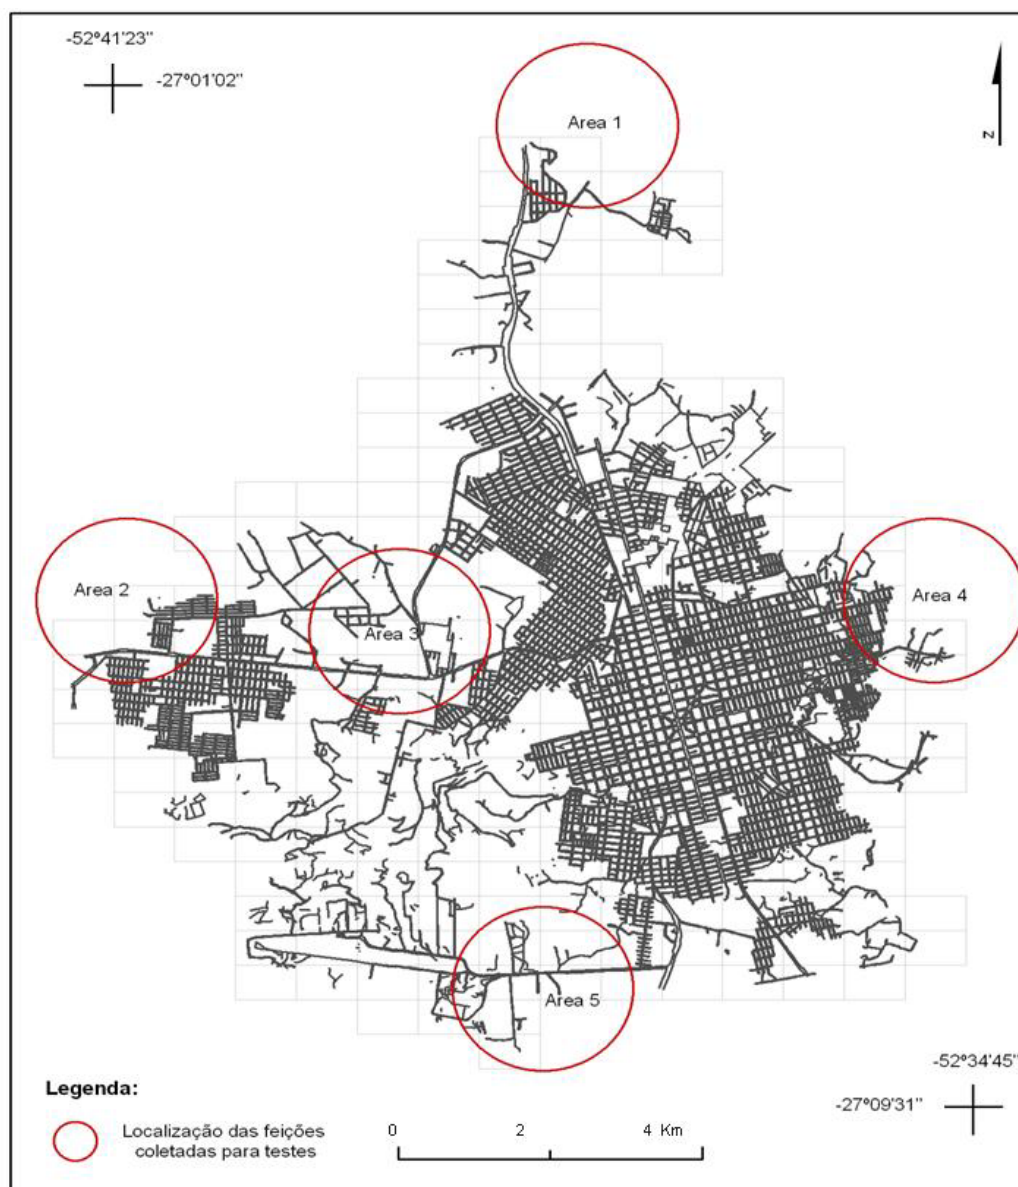 -52º41'23"
-27º01'02"
Area 1
N
Area 2
Area 3
Area 4
Area 5
-52º34'45"
-27º09'31"
Legenda:
Localização das feições
coletadas para testes
0 2 4 Km